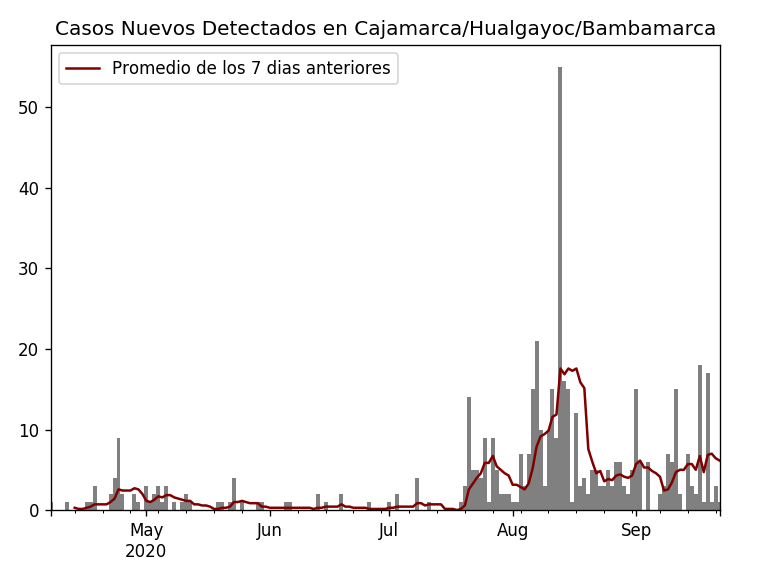 Casos Nuevos Detectados en Cajamarca/Hualgayoc/Bambamarca
Promedio de los 7 dias anteriores
50
40
30
20
10
0
May Jun Jul Aug Sep
2020